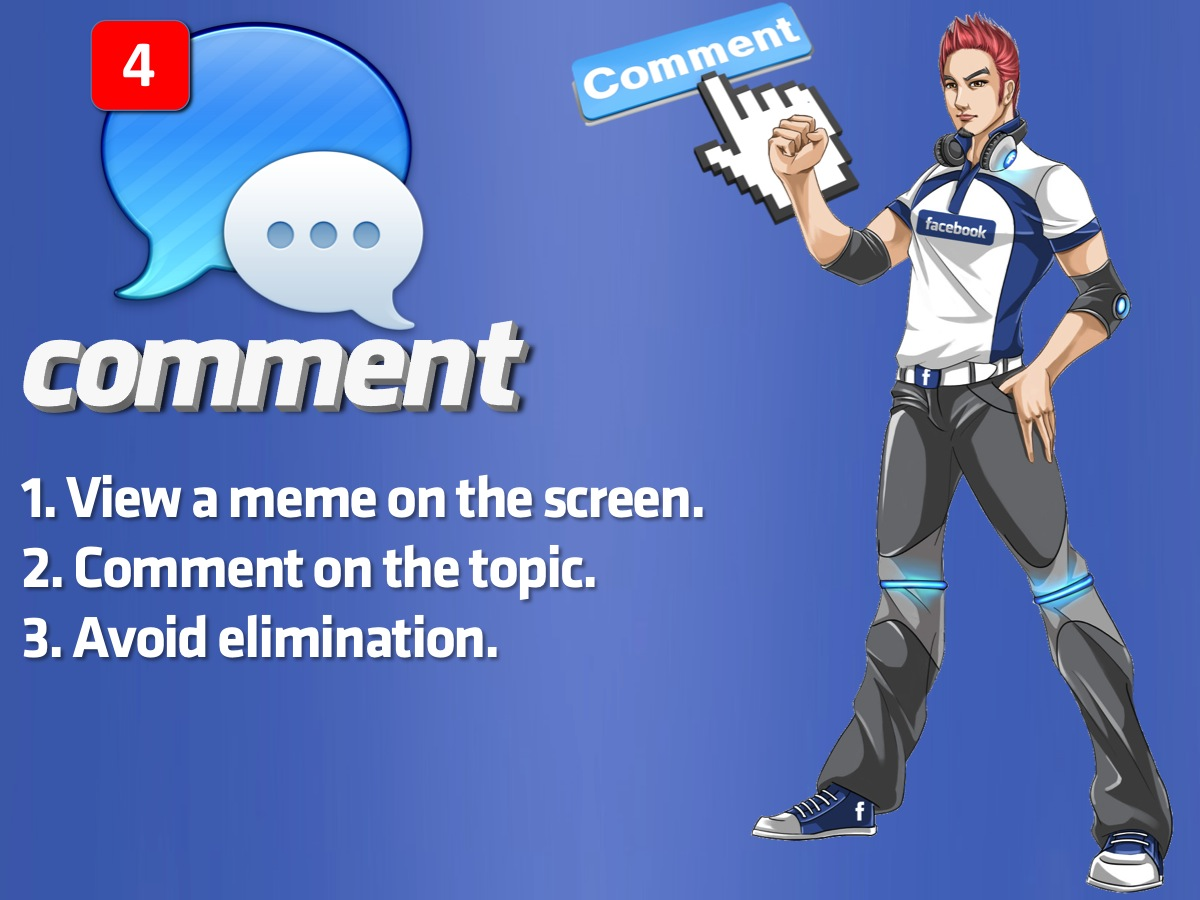 4
Comment
facebook
f
comment
1. View a meme on the screen.
2. Comment on the topic.
3. Avoid elimination.
f